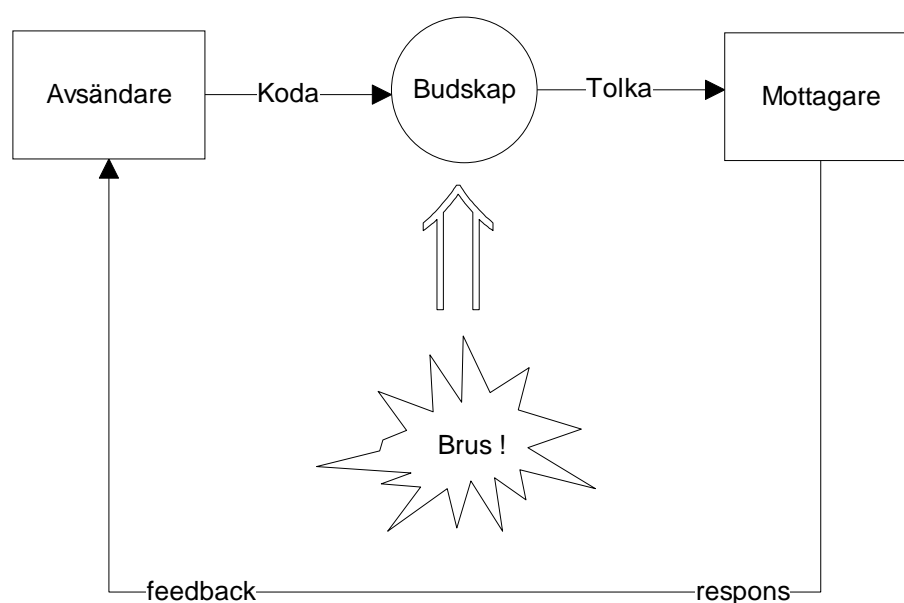 Avsändare
Koda
Budskap
Tolka
Mottagare
Brus !
feedback
respons